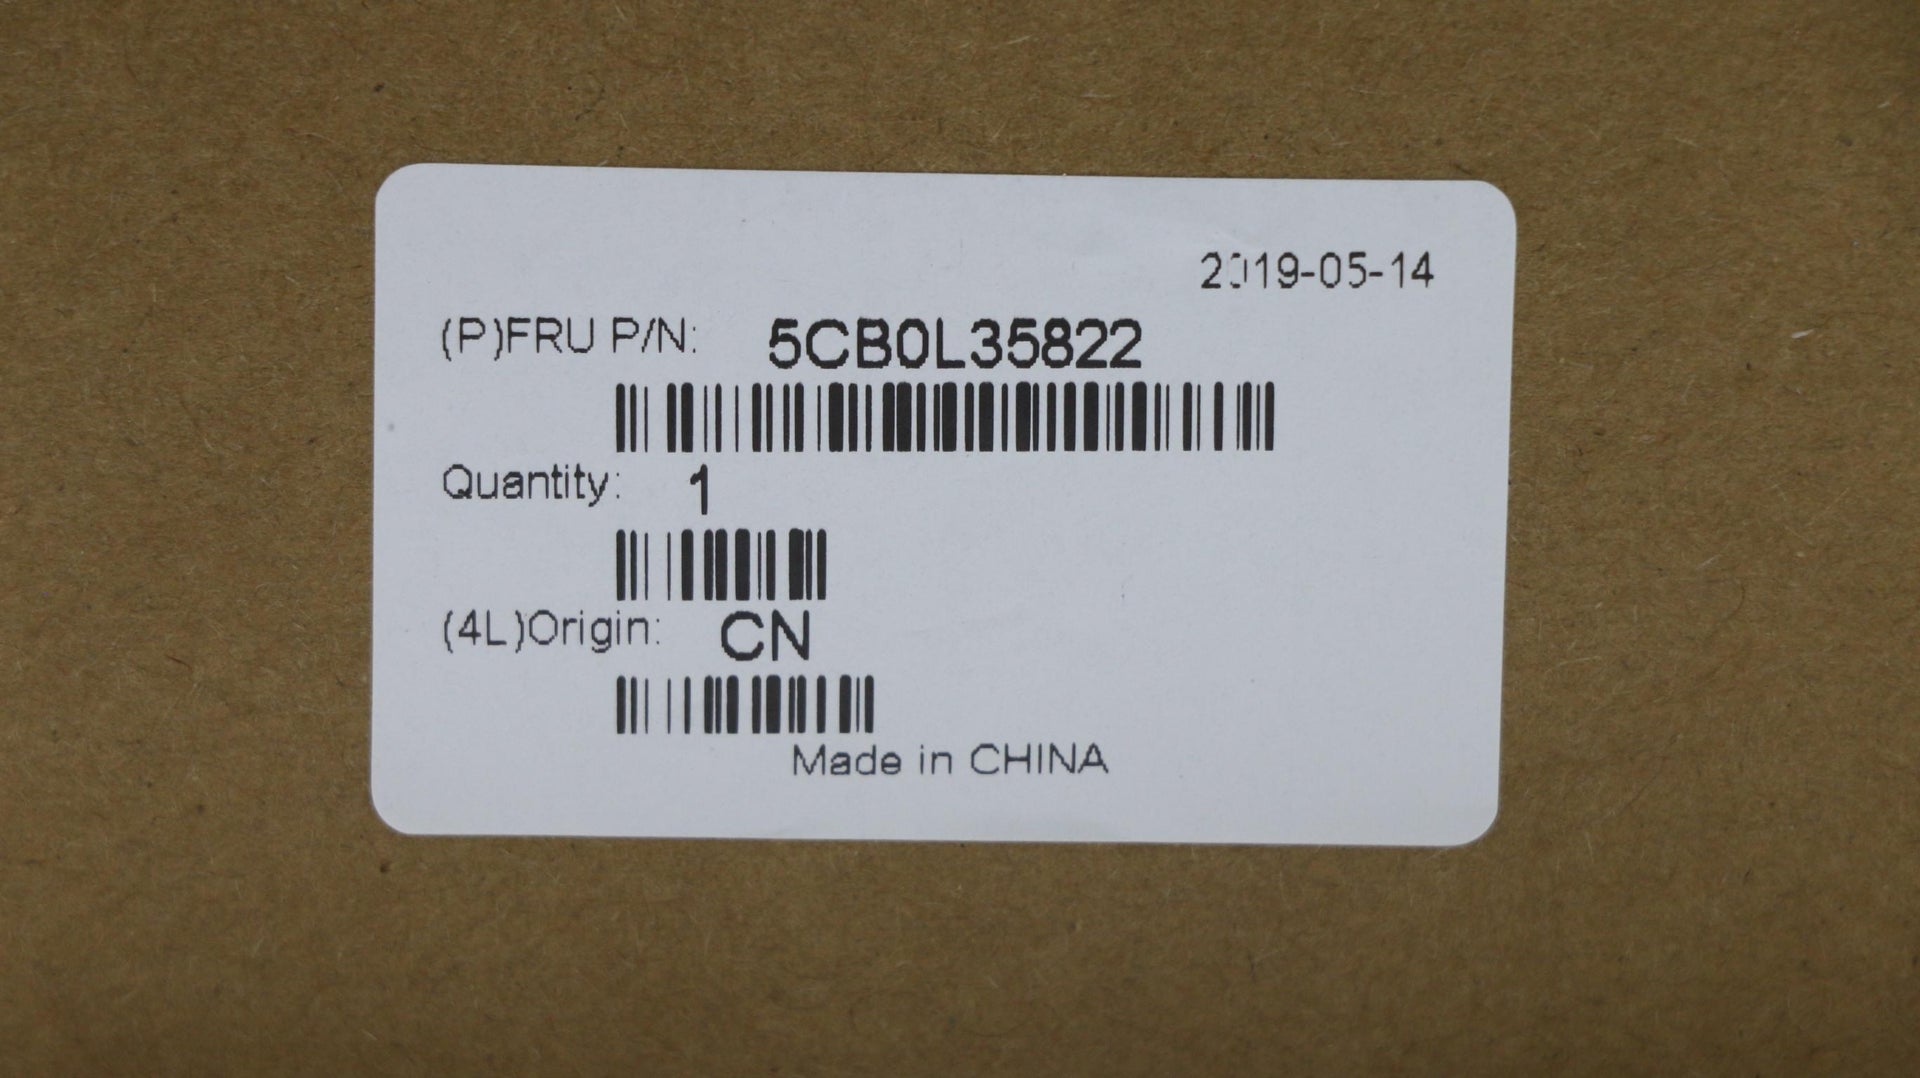 2019-05-14
(P)FRU P/N: 5CB0L35822
Quantity: 1
(4L)Origin: CN
Made in CHINA